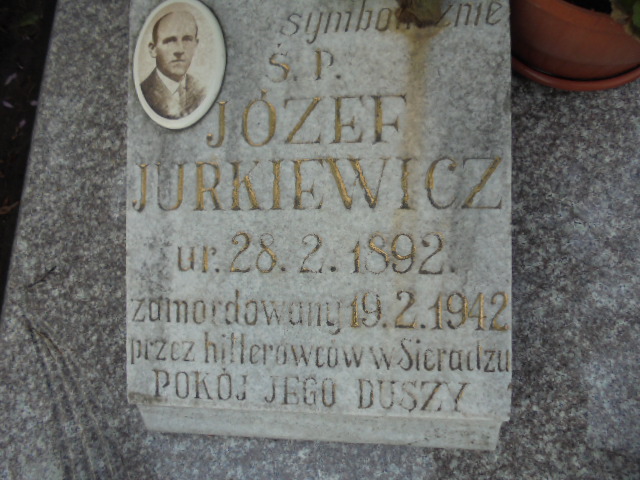 symbolicznie
Ś. P.
JÓZEF
JURKIEWICZ
ur. 28. 2. 1892.
zamordowany 19. 2. 1942
przez hitlerowców w Sieradzu
POKÓJ JEGO DUSZY